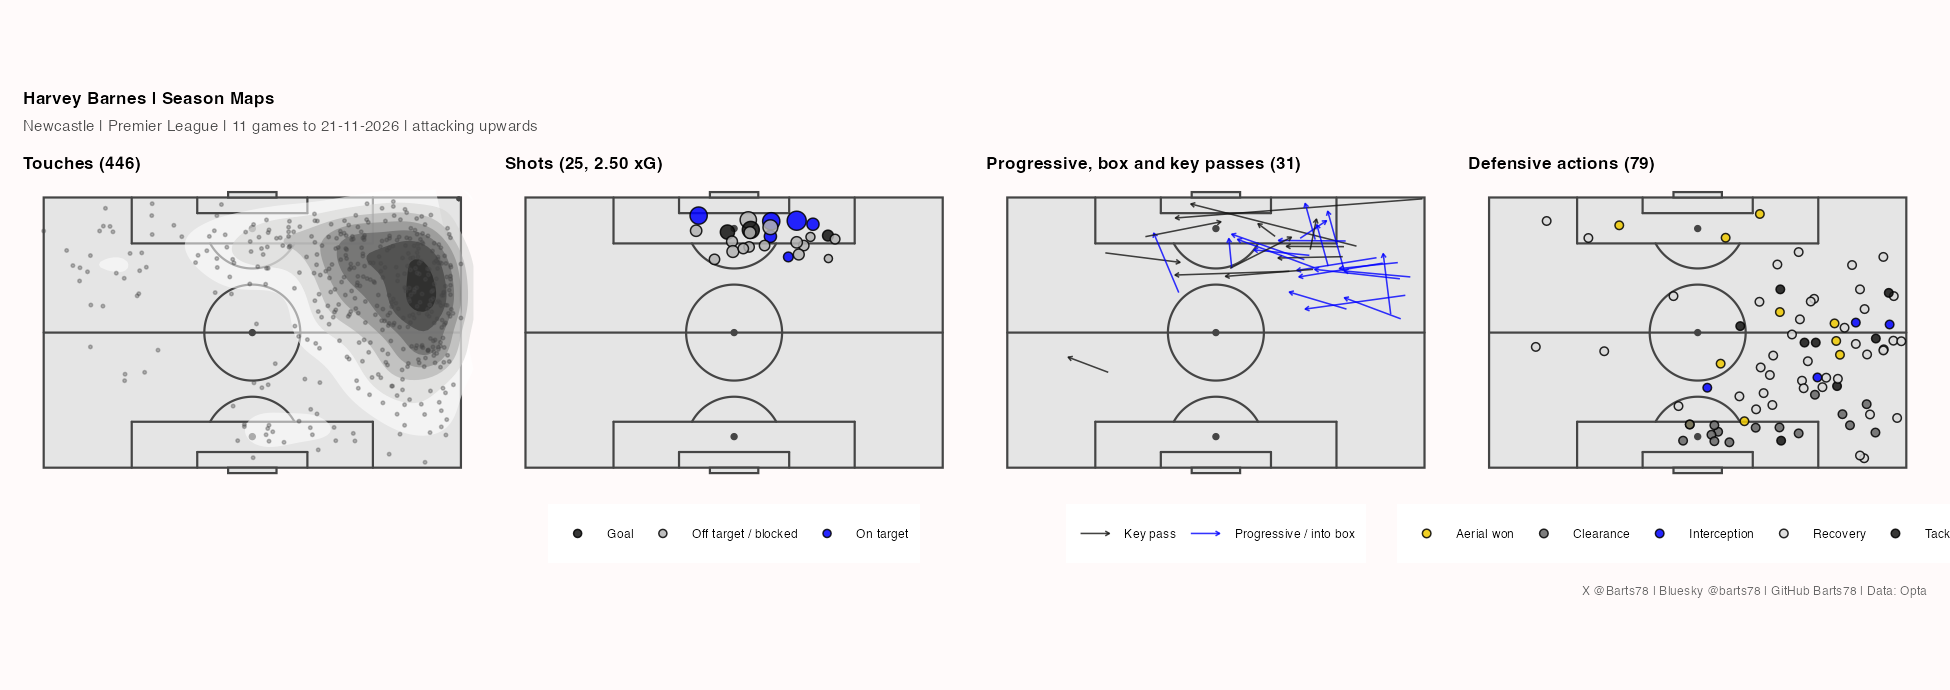 Harvey Barnes | Season Maps
Newcastle | Premier League | 11 games to 21-11-2026 | attacking upwards
Touches (446)
Shots (25, 2.50 xG)
Progressive, box and key passes (31)
Defensive actions (79)
Goal
Off target / blocked
On target
Key pass
Progressive / into box
Aerial won
Clearance
Interception
Recovery
Tack
X @Barts78 | Bluesky @barts78 | GitHub Barts78 | Data: Opta